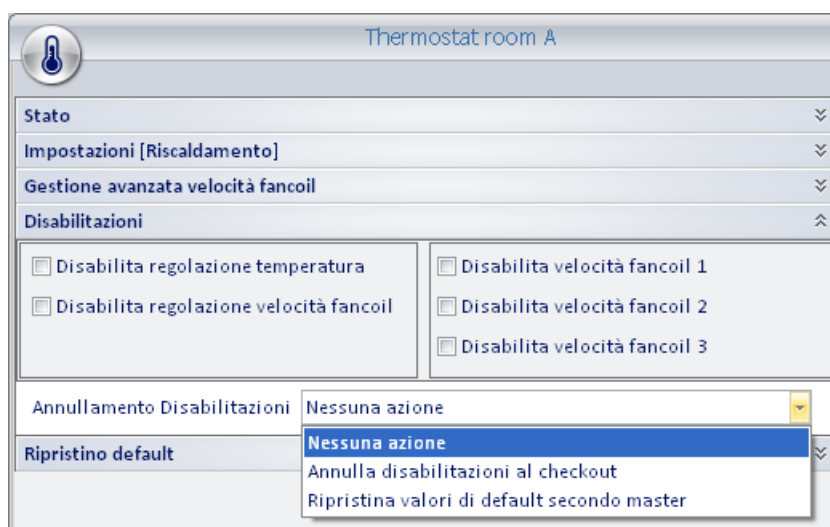 Thermostat room A
Stato
Impostazioni [Riscaldamento]
Gestione avanzata velocità fancoil
Disabilitazioni
Disabilita regolazione temperatura
Disabilita regolazione velocità fancoil
Disabilita velocità fancoil 1
Disabilita velocità fancoil 2
Disabilita velocità fancoil 3
Annullamento Disabilitazioni Nessuna azione
Nessuna azione
Annulla disabilitazioni al checkout
Ripristina valori di default secondo master
Ripristino default